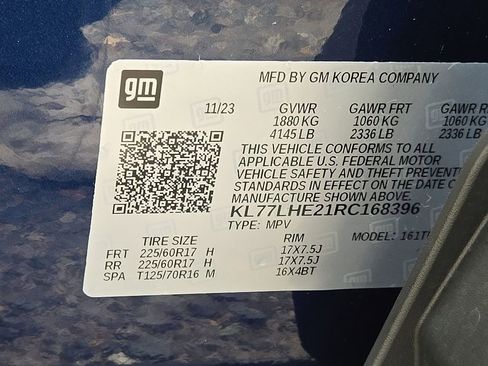 gm
MFD BY GM KOREA COMPANY
11/23 GVWR GAWR FRT GAWR
1880 KG 1060 KG 1060 KG
4145 LB 2336 LB 2336 LB
THIS VEHICLE CONFORMS TO ALL
APPLICABLE U.S. FEDERAL MOTOR
VEHICLE SAFETY AND THEFT
STANDARDS IN EFFECT ON THE DATE
MANUFACTURE SHOWN ABOVE.
KL77LHE21RC168396
TYPE: MPV MODEL:
TIRE SIZE RIM
FRT 225/60R17 H 17X7.5J
RR 225/60R17 H 17X7.5J
SPA T125/70R16 M 16X4BT